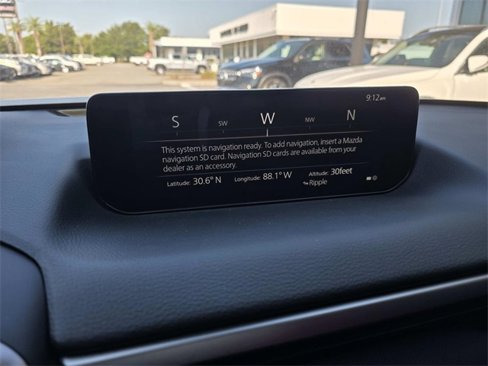 9:12 AM
S SW W NW N
This system is navigation ready. To add navigation, insert a Mazda
navigation SD card. Navigation SD cards are available from your
dealer as an accessory.
Latitude: 30.6° N Longitude: 88.1° W Altitude: 30feet
Ripple